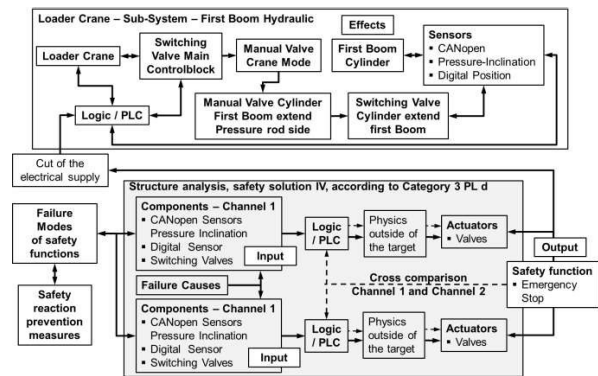 Loader Crane – Sub-System – First Boom Hydraulic
Effects
Loader Crane
Switching
Valve Main
Controlblock
Manual Valve
Crane Mode
First Boom
Cylinder
Sensors
▪ CANopen
▪ Pressure-Inclination
▪ Digital Position
Logic / PLC
Manual Valve Cylinder
First Boom extend
Pressure rod side
Switching Valve
Cylinder extend
first Boom
Cut of the
electrical supply
Structure analysis, safety solution IV, according to Category 3 PL d
Failure
Modes
of safety
functions
Safety
reaction
prevention
measures
Components – Channel 1
▪ CANopen Sensors
Pressure Inclination
▪ Digital Sensor
▪ Switching Valves
Input
Logic
/ PLC
Physics
outside of
the target
Actuators
▪ Valves
Output
Failure Causes
Cross comparison
Channel 1 and Channel 2
Safety function
▪ Emergency
Stop
Components – Channel 1
▪ CANopen Sensors
Pressure Inclination
▪ Digital Sensor
▪ Switching Valves
Input
Logic
/ PLC
Physics
outside of
the target
Actuators
▪ Valves